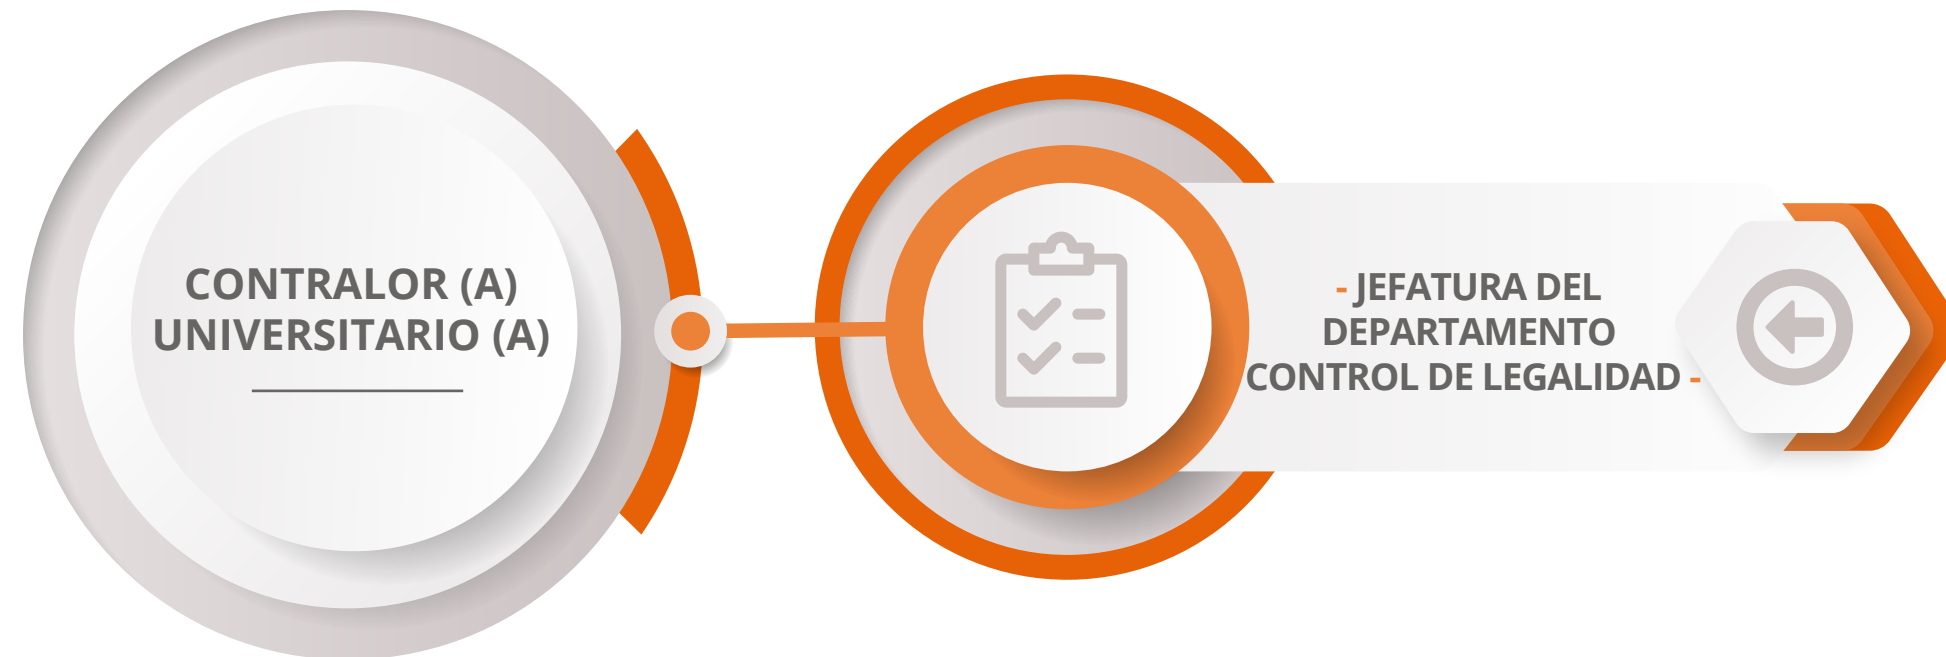 CONTRALOR (A)
UNIVERSITARIO (A)
- JEFATURA DEL
DEPARTAMENTO
CONTROL DE LEGALIDAD -